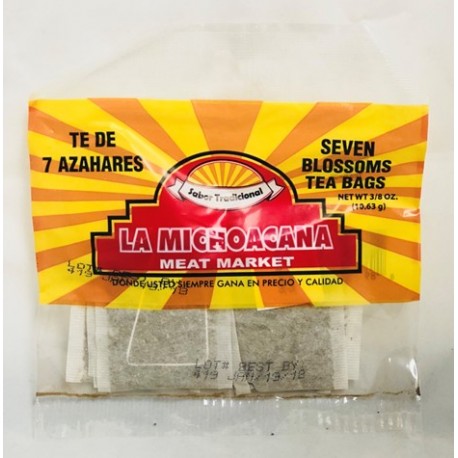 TE DE
7 AZAHARES
Sabor Tradicional
LA MICHOACANA
MEAT MARKET
SEVEN
BLOSSOMS
TEA BAGS
NET WT 3/8 OZ.
(10.63 g)
DONDE USTED SIEMPRE GANA EN PRECIO Y CALIDAD
LOT# BEST BY